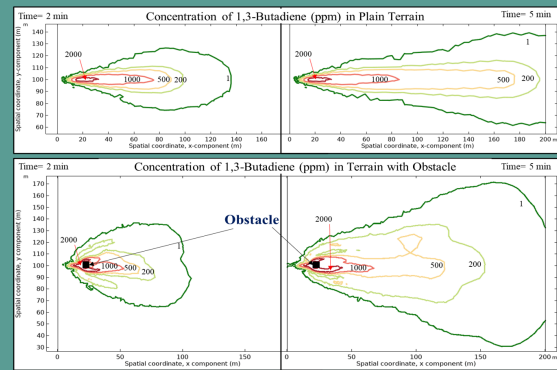 Time= 2 min Concentration of 1,3-Butadiene (ppm) in Plain Terrain Time= 5 min
m m
140
130
120
110
100
90
80
70
60
Spatial coordinate, y-component (m)
2000
1000
500
200
1
0 20 40 60 80 100 120 140 160
Spatial coordinate, x-component (m)
2000
1000
500
200
1
0 20 40 60 80 100 120 140 160 180 200
Spatial coordinate, x-component (m)
Time= 2 min Concentration of 1,3-Butadiene (ppm) in Terrain with Obstacle Time= 5 min
m m
170
160
150
140
130
120
110
100
90
80
70
60
50
40
30
Spatial coordinate, y component (m)
2000
1000
500
200
1
Obstacle
0 50 100 150
Spatial coordinate, x component (m)
2000
1000
500
200
1
0 50 100 150 200 m
Spatial coordinate, x component (m)